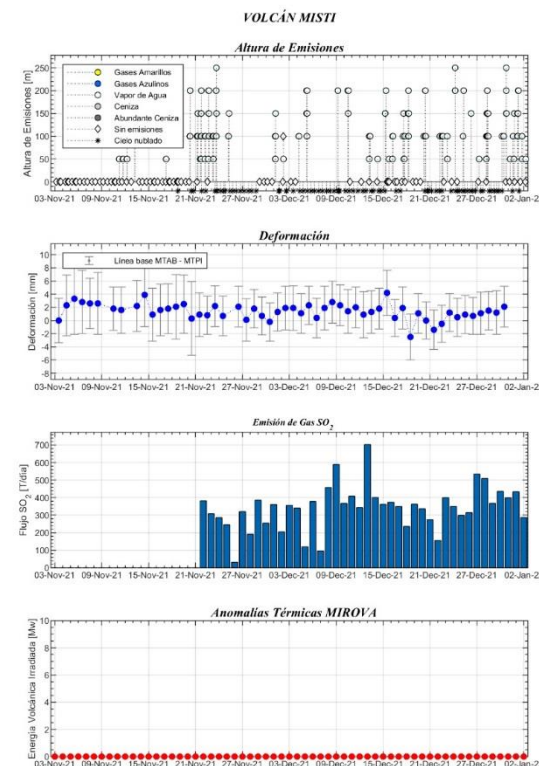 VOLCÁN MISTI
Altura de Emisiones
Altura de Emisiones [m]
250
200
150
100
50
0
Gases Amarillos
Gases Azulinos
Vapor de Agua
Ceniza
Abundante Ceniza
Sin emisiones
Cielo nublado
03-Nov-21 09-Nov-21 15-Nov-21 21-Nov-21 27-Nov-21 03-Dec-21 09-Dec-21 15-Dec-21 21-Dec-21 27-Dec-21 02-Jan-2
Deformación
Deformación [mm]
10
8
6
4
2
0
-2
-4
-6
-8
Línea base MTAB - MTPI
03-Nov-21 09-Nov-21 15-Nov-21 21-Nov-21 27-Nov-21 03-Dec-21 09-Dec-21 15-Dec-21 21-Dec-21 27-Dec-21 02-Jan-2
Emisión de Gas SO2
Flujo SO2 [T/día]
700
600
500
400
300
200
100
0
03-Nov-21 09-Nov-21 15-Nov-21 21-Nov-21 27-Nov-21 03-Dec-21 09-Dec-21 15-Dec-21 21-Dec-21 27-Dec-21 02-Jan-2
Anomalías Térmicas MIROVA
Energía Volcánica Irradiada [Mw]
10
8
6
4
2
0
03-Nov-21 09-Nov-21 15-Nov-21 21-Nov-21 27-Nov-21 03-Dec-21 09-Dec-21 15-Dec-21 21-Dec-21 27-Dec-21 02-Jan-2